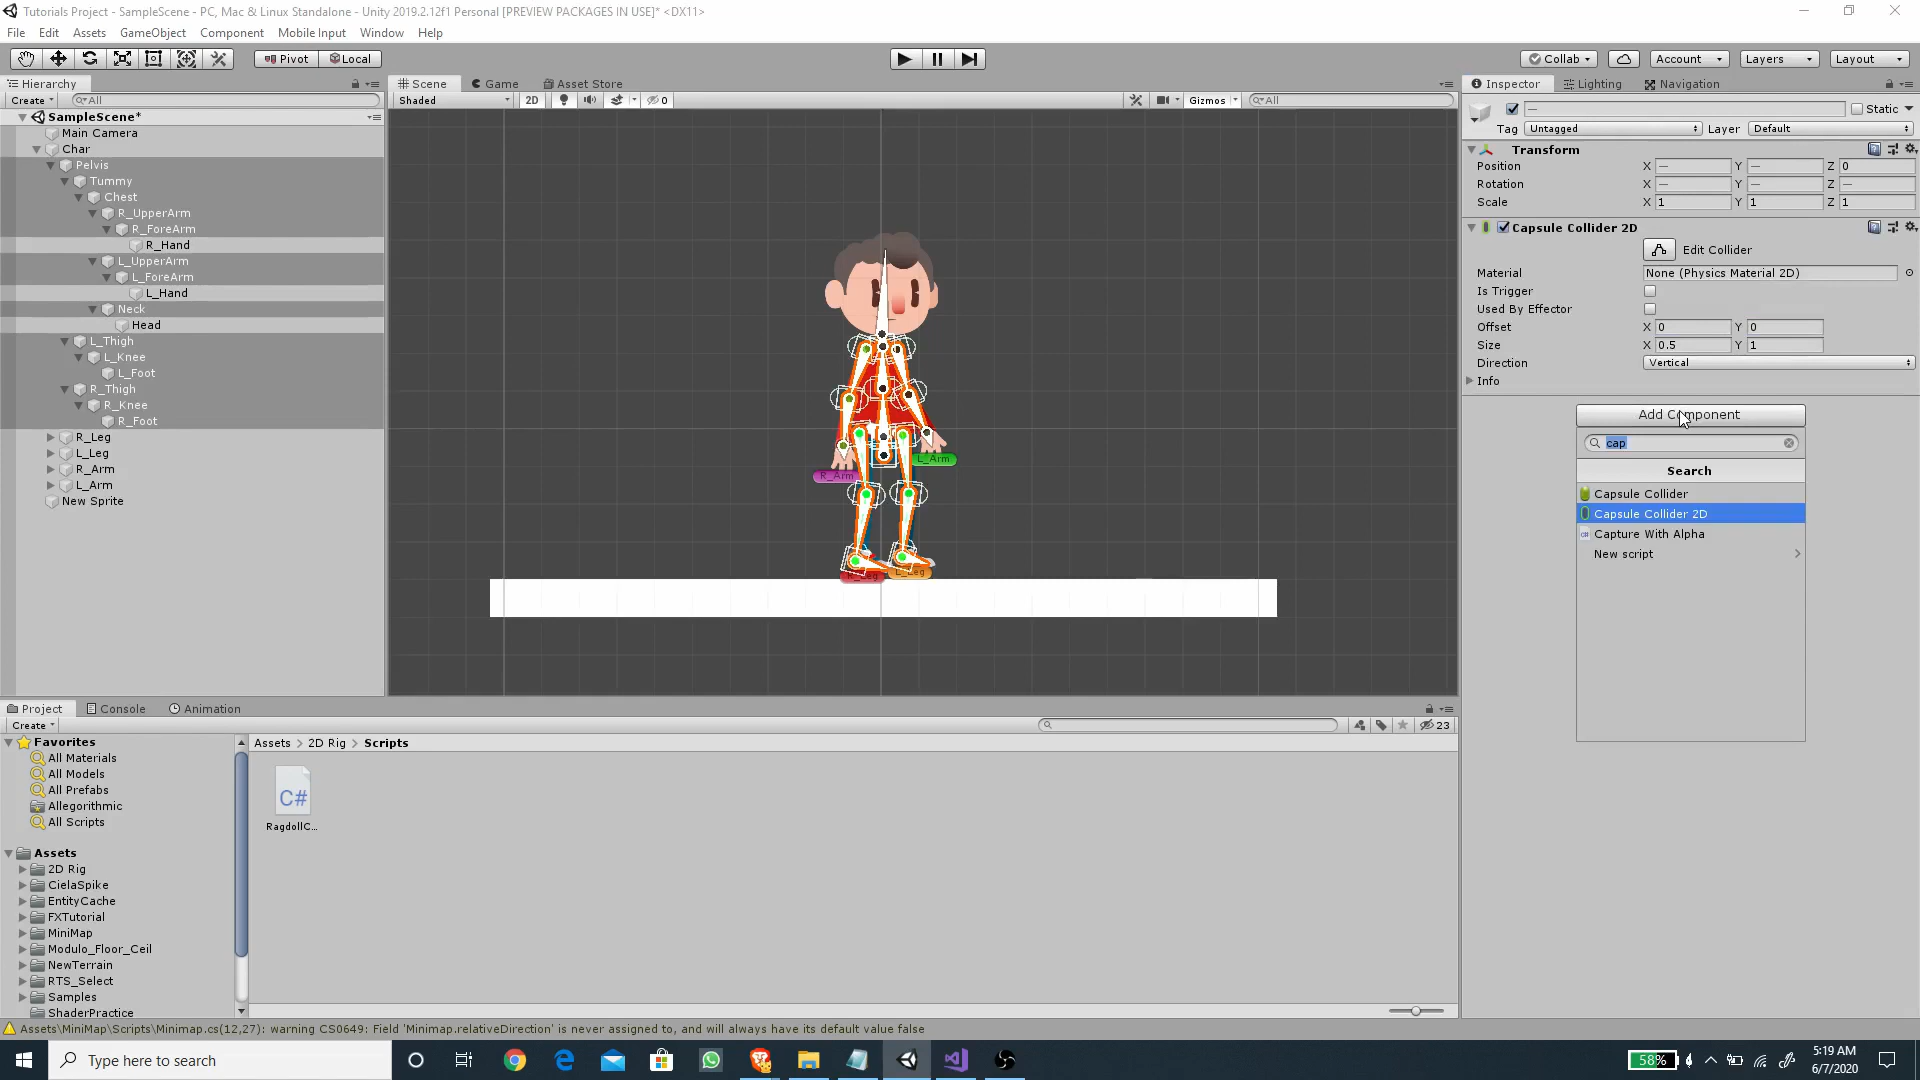 Tutorials Project - SampleScene - PC, Mac & Linux Standalone - Unity 2019.2.12f1 Personal [PREVIEW PACKAGES IN USE]* <DX11>
File Edit Assets GameObject Component Mobile Input Window Help
Pivot Local Collab Account Layers Layout
Hierarchy
Create All
SampleScene*
Main Camera
Char
Pelvis
Tummy
Chest
R_UpperArm
R_ForeArm
R_Hand
L_UpperArm
L_ForeArm
L_Hand
Neck
Head
L_Thigh
L_Knee
L_Foot
R_Thigh
R_Knee
R_Foot
R_Leg
L_Leg
R_Arm
L_Arm
New Sprite
Scene Game Asset Store
Shaded 2D 0 Gizmos All
L_Arm
R_Arm
R_Leg L_Leg
Inspector Lighting Navigation
— Static
Tag Untagged Layer Default
Transform
Position X — Y — Z 0
Rotation X — Y — Z —
Scale X 1 Y 1 Z 1
Capsule Collider 2D
Edit Collider
Material None (Physics Material 2D)
Is Trigger
Used By Effector
Offset X 0 Y 0
Size X 0.5 Y 1
Direction Vertical
Info
Add Component
cap
Search
Capsule Collider
Capsule Collider 2D
Capture With Alpha
New script
Project Console Animation
Create 23
Favorites
All Materials
All Models
All Prefabs
Allegorithmic
All Scripts
Assets
2D Rig
CielaSpike
EntityCache
FXTutorial
MiniMap
Modulo_Floor_Ceil
NewTerrain
RTS_Select
Samples
ShaderPractice
Assets > 2D Rig > Scripts
C#
RagdollC...
Assets\MiniMap\Scripts\Minimap.cs(12,27): warning CS0649: Field 'Minimap.relativeDirection' is never assigned to, and will always have its default value false
Type here to search
58%
5:19 AM
6/7/2020